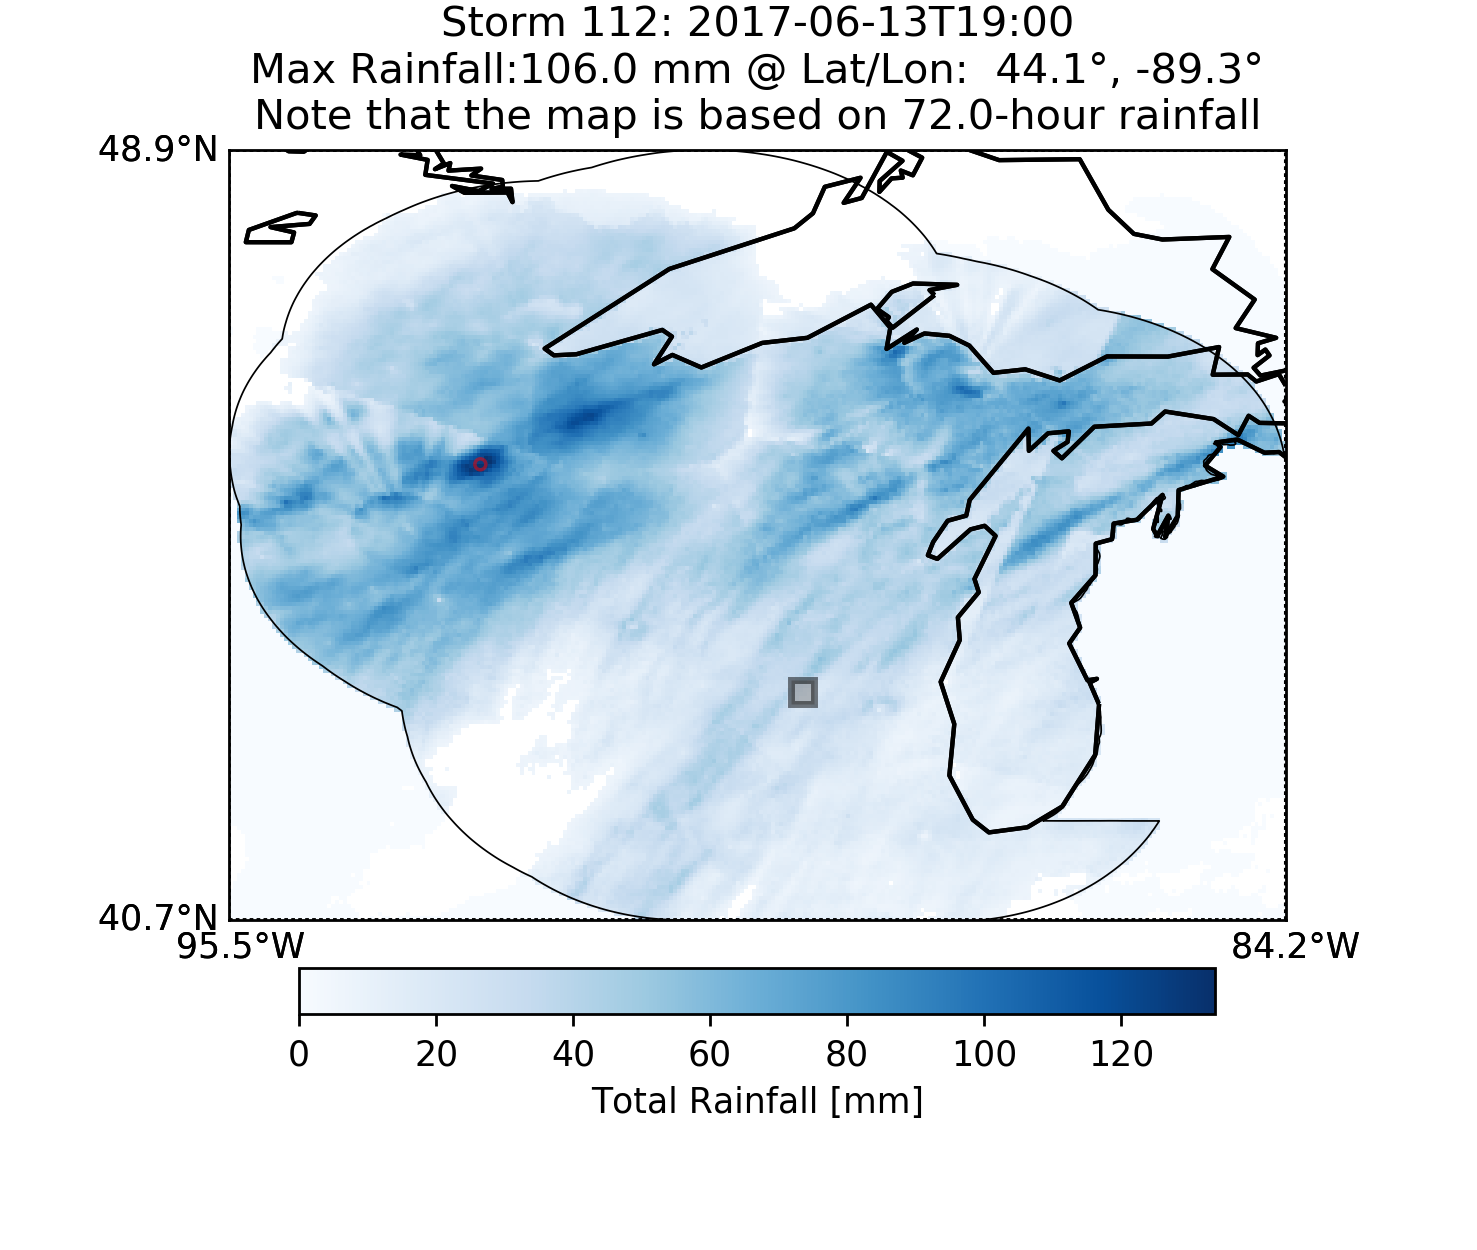 Storm 112: 2017-06-13T19:00
Max Rainfall:106.0 mm @ Lat/Lon:  44.1°, -89.3°
Note that the map is based on 72.0-hour rainfall
48.9°N
40.7°N
95.5°W 84.2°W
0 20 40 60 80 100 120
Total Rainfall [mm]